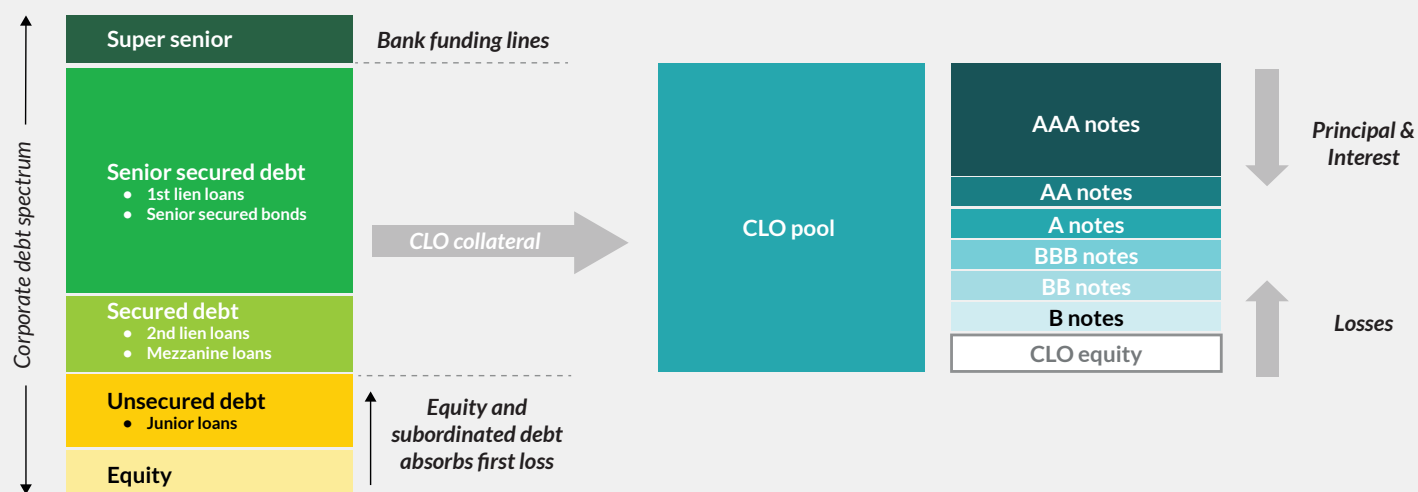 Corporate debt spectrum
Super senior
Bank funding lines
Senior secured debt
● 1st lien loans
● Senior secured bonds
Secured debt
● 2nd lien loans
● Mezzanine loans
Unsecured debt
● Junior loans
Equity
Equity and
subordinated debt
absorbs first loss
CLO collateral
CLO pool
AAA notes
AA notes
A notes
BBB notes
BB notes
B notes
CLO equity
Principal &
Interest
Losses